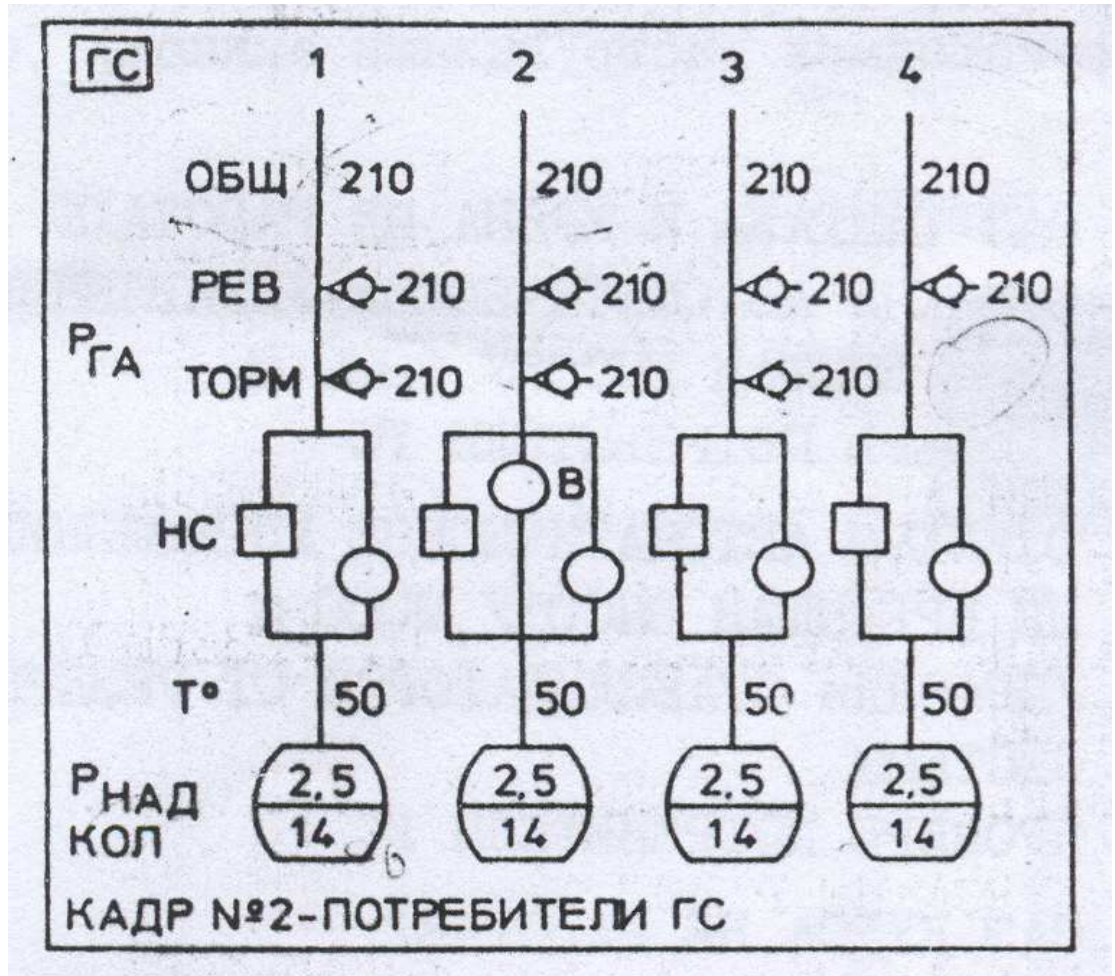 ГС 1 2 3 4
ОБЩ 210 210 210 210
РЕВ 210 210 210 210
РГА
ТОРМ 210 210 210
В
НС
Т° 50 50 50 50
РНАД 2,5 2,5 2,5 2,5
КОЛ 14 14 14 14
КАДР №2-ПОТРЕБИТЕЛИ ГС